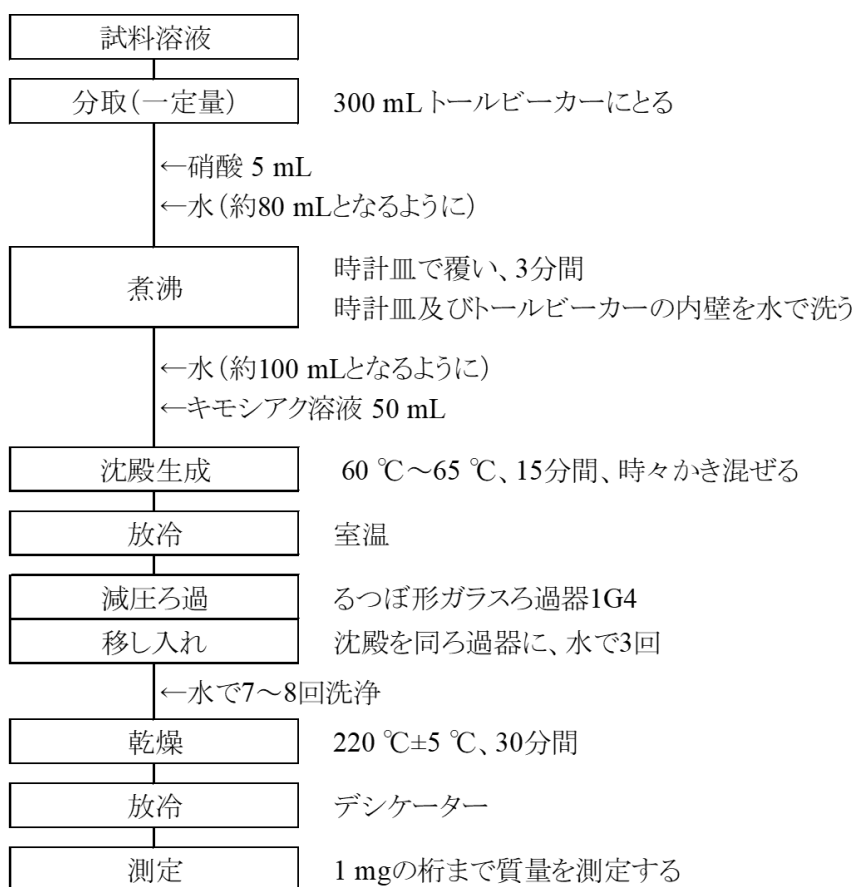 試料溶液
分取(一定量) 300 mL トールビーカーにとる
←硝酸 5 mL
←水(約80 mLとなるように)
煮沸 時計皿で覆い、3分間
時計皿及びトールビーカーの内壁を水で洗う
←水(約100 mLとなるように)
←キモシアク溶液 50 mL
沈殿生成 60 ℃～65 ℃、15分間、時々かき混ぜる
放冷 室温
減圧ろ過 るつぼ形ガラスろ過器1G4
移し入れ 沈殿を同ろ過器に、水で3回
←水で7～8回洗浄
乾燥 220 ℃±5 ℃、30分間
放冷 デシケーター
測定 1 mgの桁まで質量を測定する